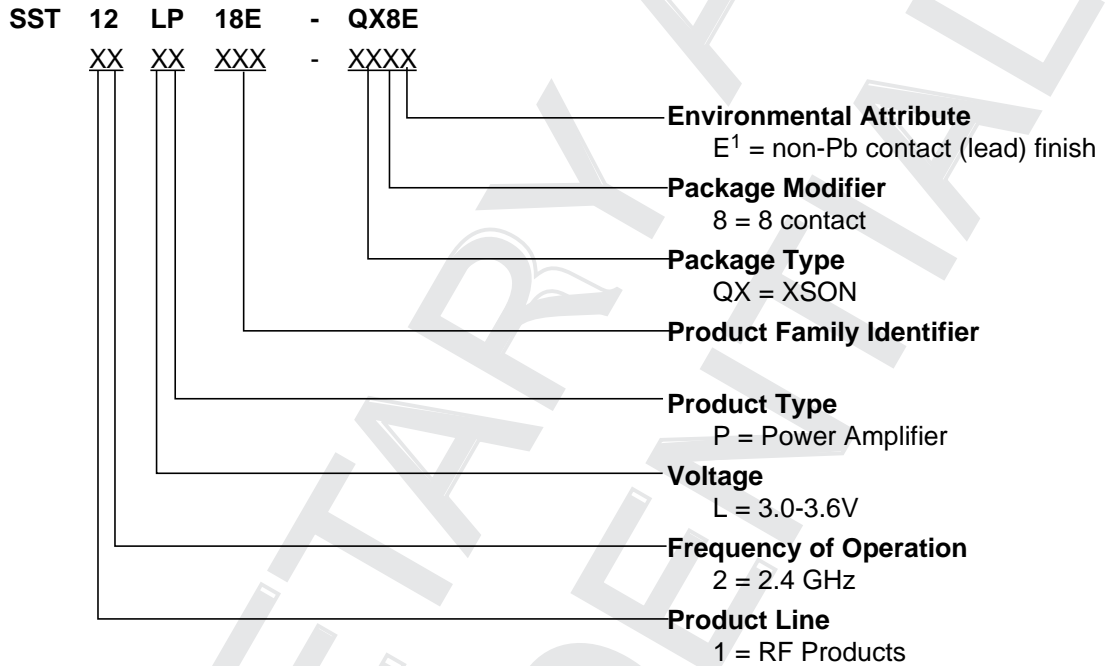 SST 12 LP 18E - QX8E
XX XX XXX - XXXX
Environmental Attribute
E1 = non-Pb contact (lead) finish
Package Modifier
8 = 8 contact
Package Type
QX = XSON
Product Family Identifier
Product Type
P = Power Amplifier
Voltage
L = 3.0-3.6V
Frequency of Operation
2 = 2.4 GHz
Product Line
1 = RF Products